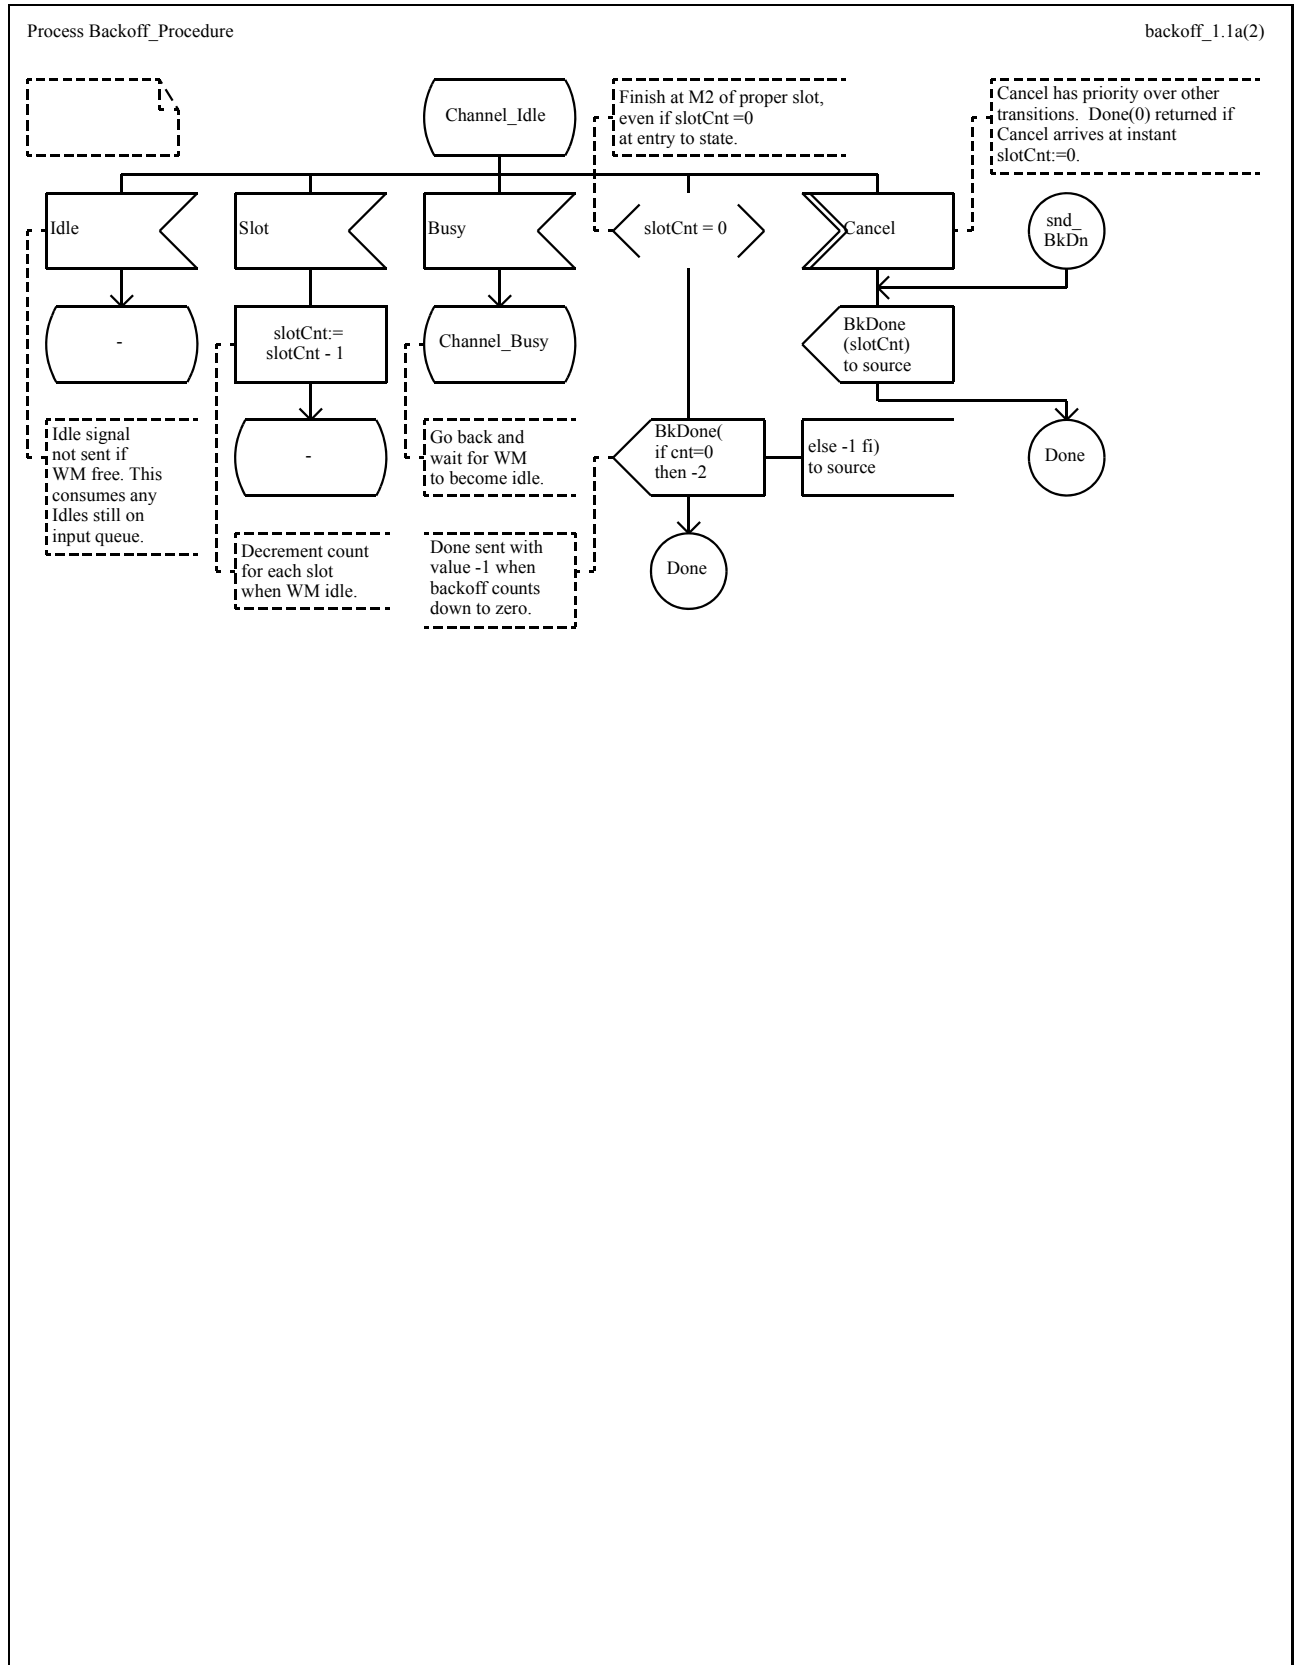 Process Backoff_Procedure
backoff_1.1a(2)
Channel_Idle
Finish at M2 of proper slot,
even if slotCnt =0
at entry to state.
Cancel has priority over other
transitions.  Done(0) returned if
Cancel arrives at instant
slotCnt:=0.
Idle
Slot
Busy
slotCnt = 0
Cancel
snd_
BkDn
-
slotCnt:=
slotCnt - 1
Channel_Busy
BkDone
(slotCnt)
to source
Idle signal
not sent if
WM free. This
consumes any
Idles still on
input queue.
-
Go back and
wait for WM
to become idle.
BkDone(
if cnt=0
then -2
else -1 fi)
to source
Done
Decrement count
for each slot
when WM idle.
Done sent with
value -1 when
backoff counts
down to zero.
Done